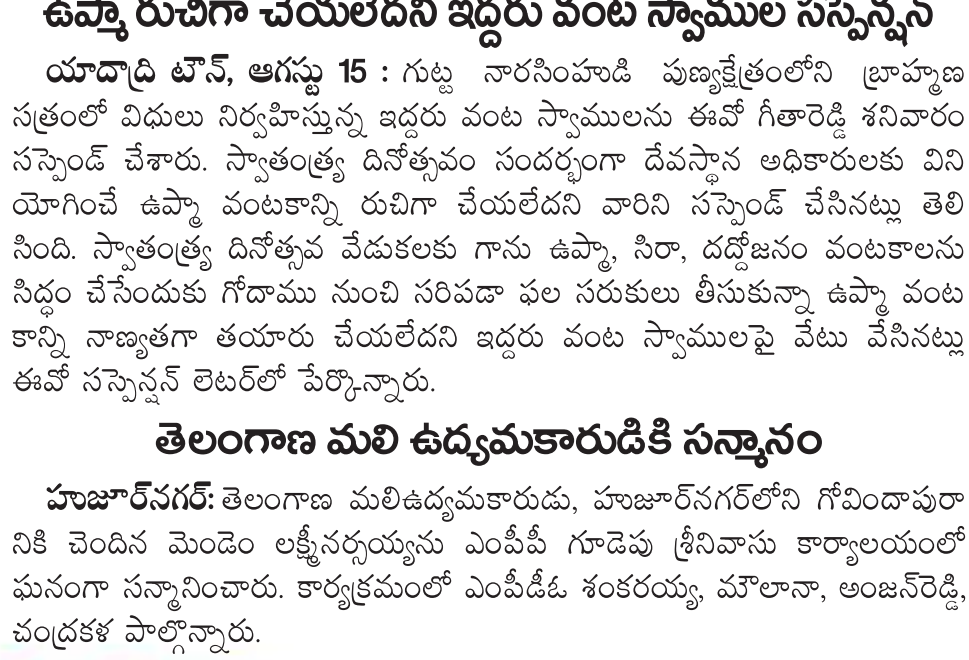 ఉప్మా రుచిగా చేయలేదని ఇద్దరు వంట స్వాముల సస్పెన్షన్
యాదాద్రి టౌన్, ఆగస్టు 15 : గుట్ట నారసింహుడి పుణ్యక్షేత్రంలోని బ్రాహ్మణ
సత్రంలో విధులు నిర్వహిస్తున్న ఇద్దరు వంట స్వాములను ఈవో గీతారెడ్డి శనివారం
సస్పెండ్ చేశారు. స్వాతంత్ర్య దినోత్సవం సందర్భంగా దేవస్థాన అధికారులకు విని
యోగించే ఉప్మా వంటకాన్ని రుచిగా చేయలేదని వారిని సస్పెండ్ చేసినట్లు తెలి
సింది. స్వాతంత్ర్య దినోత్సవ వేడుకలకు గాను ఉప్మా, సిరా, దద్దోజనం వంటకాలను
సిద్ధం చేసేందుకు గోదాము నుంచి సరిపడా ఫల సరుకులు తీసుకున్నా ఉప్మా వంట
కాన్ని నాణ్యతగా తయారు చేయలేదని ఇద్దరు వంట స్వాములపై వేటు వేసినట్లు
ఈవో సస్పెన్షన్ లెటర్‌లో పేర్కొన్నారు.
తెలంగాణ మలి ఉద్యమకారుడికి సన్మానం
హుజూర్‌నగర్: తెలంగాణ మలిఉద్యమకారుడు, హుజూర్‌నగర్‌లోని గోవిందాపురా
నికి చెందిన మెండెం లక్ష్మీనర్సయ్యను ఎంపీపీ గూడెపు శ్రీనివాసు కార్యాలయంలో
ఘనంగా సన్మానించారు. కార్యక్రమంలో ఎంపీడీఓ శంకరయ్య, మౌలానా, అంజన్‌రెడ్డి,
చంద్రకళ పాల్గొన్నారు.